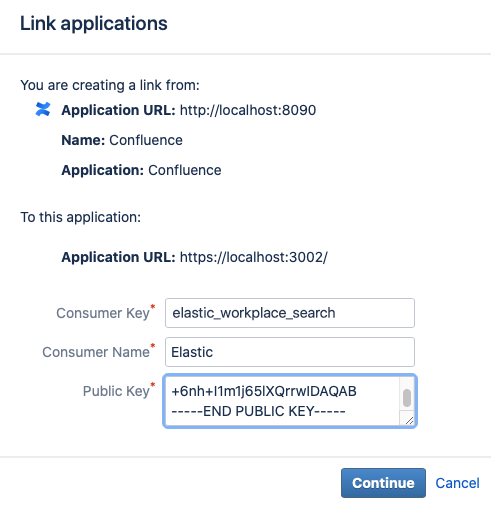 Link applications
You are creating a link from:
Application URL: http://localhost:8090
Name: Confluence
Application: Confluence
To this application:
Application URL: https://localhost:3002/
Consumer Key* elastic_workplace_search
Consumer Name* Elastic
Public Key* +6nh+I1m1j65lXQrrwIDAQAB
-----END PUBLIC KEY-----
Continue Cancel